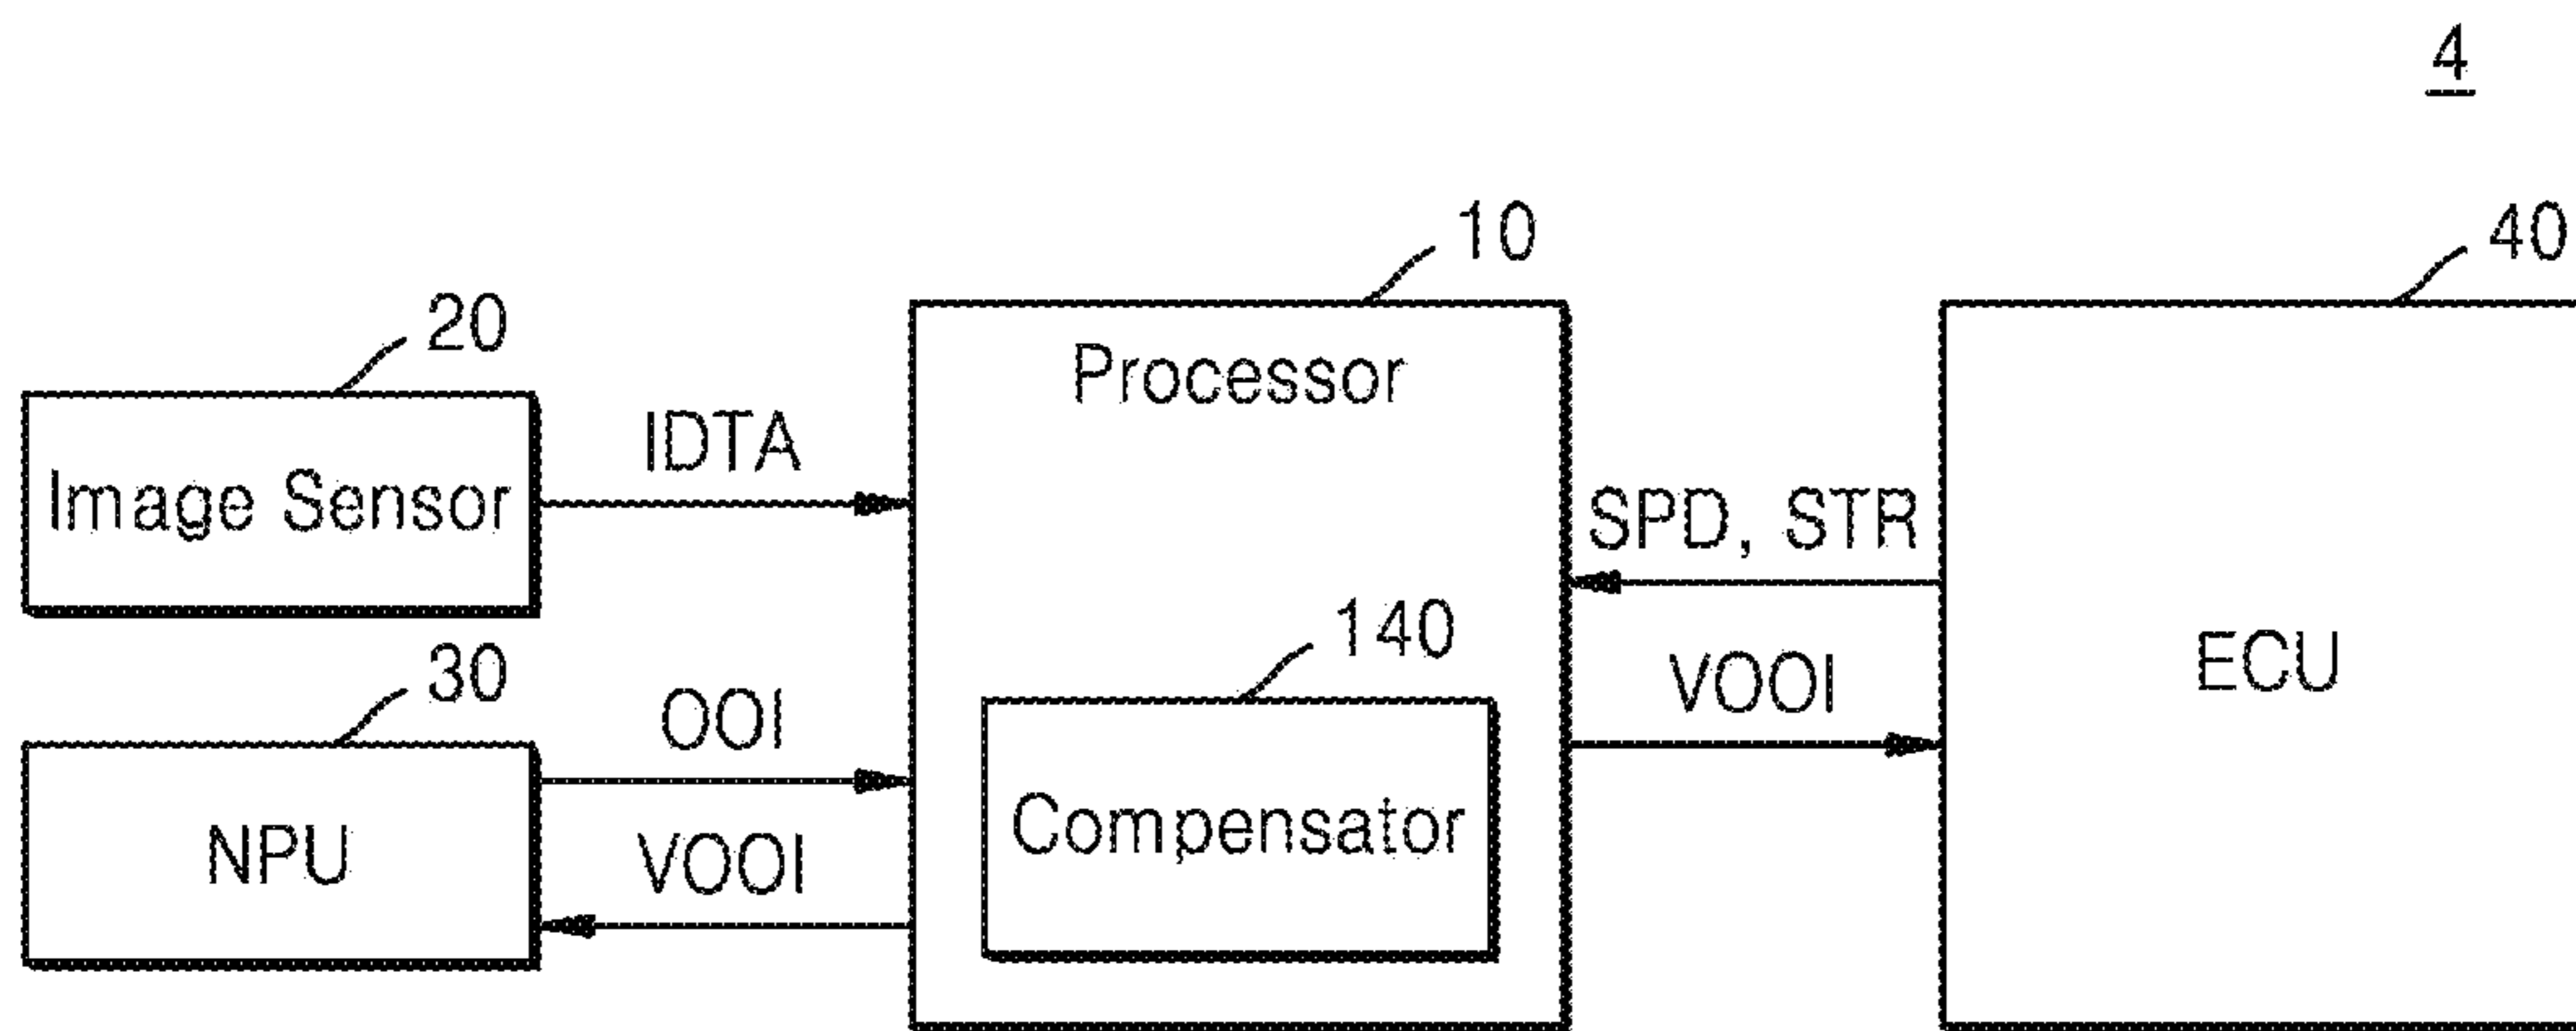 4
10
40
20
Processor
IDTA
Image Sensor
SPD, STR
140
30
OOI
VOOI
ECU
Compensator
NPU
VOOI